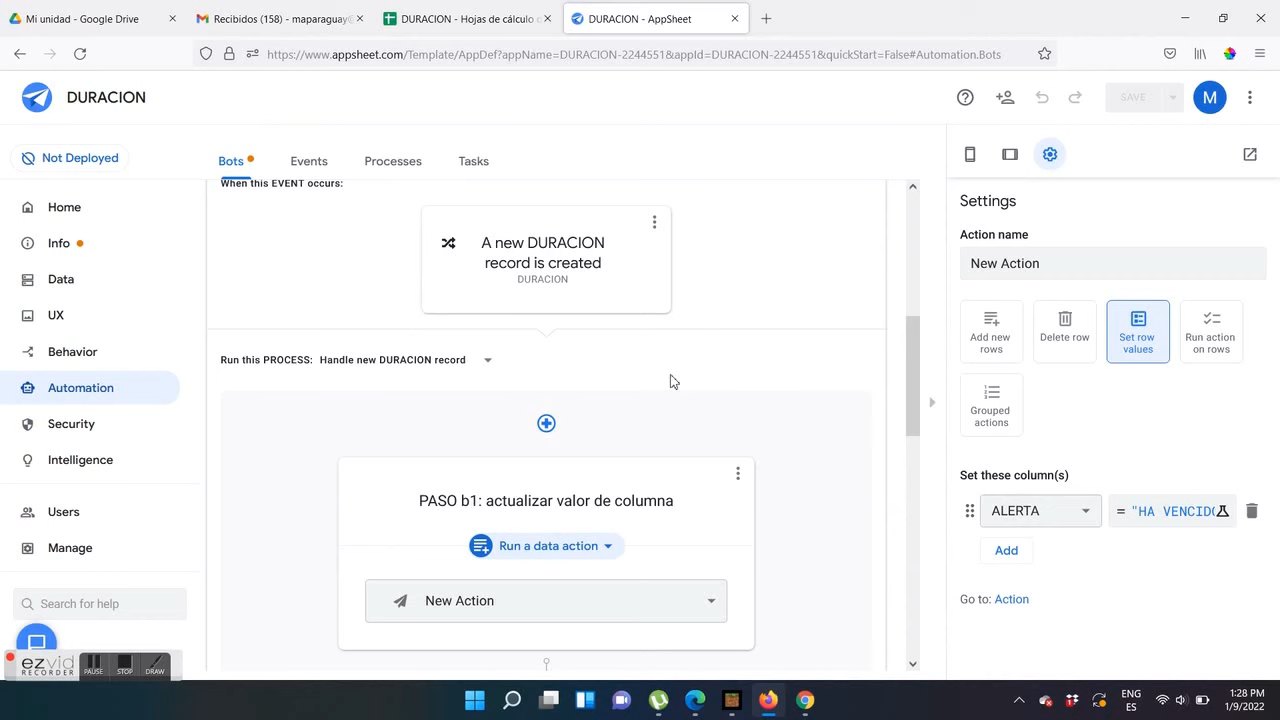 Mi unidad - Google Drive
Recibidos (158) - maparaguay@
DURACION - Hojas de cálculo
DURACION - AppSheet
https://www.appsheet.com/Template/AppDef?appName=DURACION-2244551&appId=DURACION-2244551&quickStart=False#Automation.Bots
DURACION
SAVE
M
Not Deployed
Bots
Events
Processes
Tasks
Home
Info
Data
UX
Behavior
Automation
Security
Intelligence
Users
Manage
Search for help
When this EVENT occurs:
A new DURACION
record is created
DURACION
Run this PROCESS: Handle new DURACION record
PASO b1: actualizar valor de columna
Run a data action
New Action
Settings
Action name
New Action
Add new
rows
Delete row
Set row
values
Run action
on rows
Grouped
actions
Set these column(s)
ALERTA
= "HA VENCIDO
Add
Go to: Action
ezvid
RECORDER
PAUSE
STOP
DRAW
ENG
ES
1:28 PM
1/9/2022